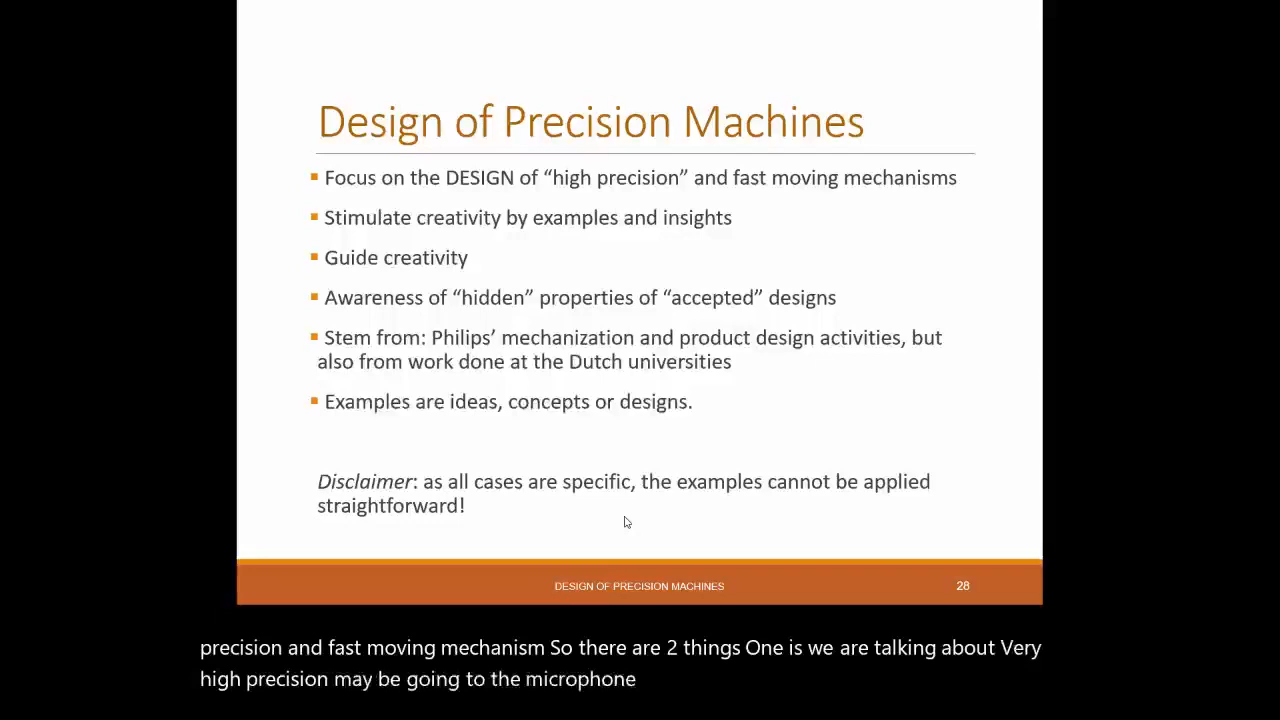 Design of Precision Machines
Focus on the DESIGN of “high precision” and fast moving mechanisms
Stimulate creativity by examples and insights
Guide creativity
Awareness of “hidden” properties of “accepted” designs
Stem from: Philips’ mechanization and product design activities, but
also from work done at the Dutch universities
Examples are ideas, concepts or designs.
Disclaimer: as all cases are specific, the examples cannot be applied
straightforward!
DESIGN OF PRECISION MACHINES
28
precision and fast moving mechanism So there are 2 things One is we are talking about Very
high precision may be going to the microphone